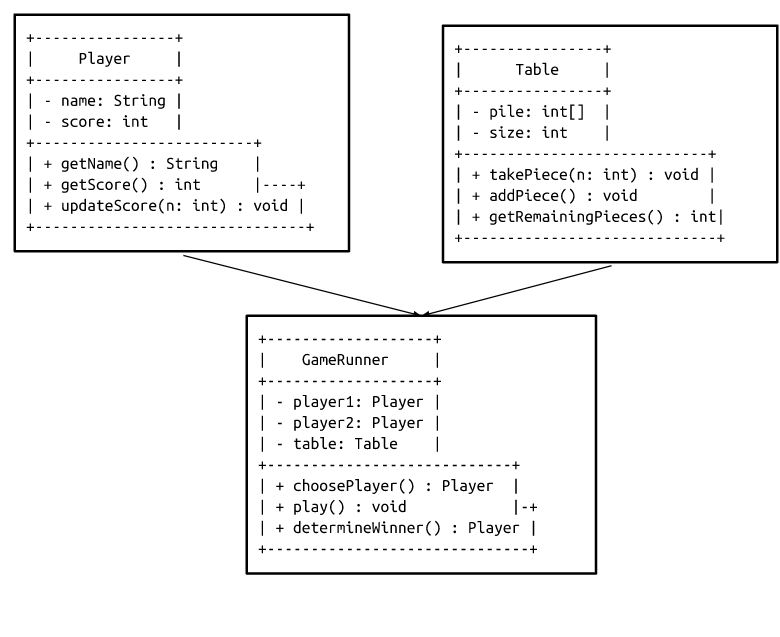 +----------------+
|     Player     |
+----------------+
| - name: String |
| - score: int   |
+-------------------------+
| + getName() : String    |
| + getScore() : int      |----+
| + updateScore(n: int) : void |
+-------------------------------+
+----------------+
|      Table     |
+----------------+
| - pile: int[]  |
| - size: int    |
+----------------------------+
| + takePiece(n: int) : void |
| + addPiece() : void        |
| + getRemainingPieces() : int|
+-----------------------------+
+-------------------+
|    GameRunner     |
+-------------------+
| - player1: Player |
| - player2: Player |
| - table: Table    |
+----------------------------+
| + choosePlayer() : Player  |
| + play() : void            |-+
| + determineWinner() : Player |
+------------------------------+